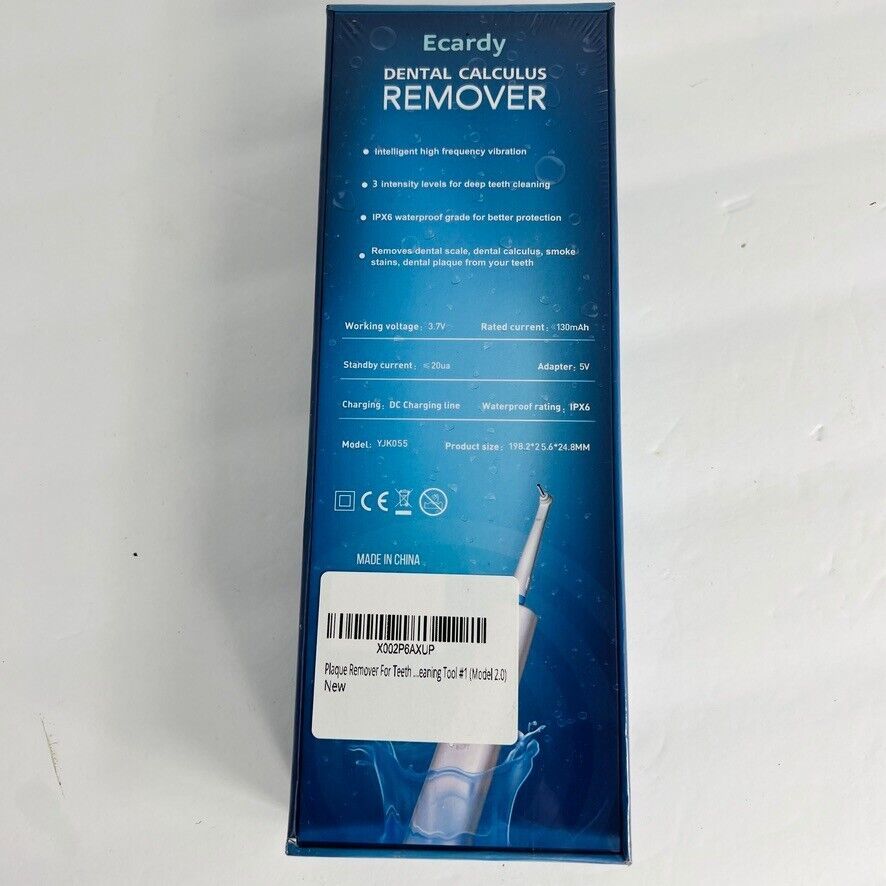 Ecardy
DENTAL CALCULUS
REMOVER
Intelligent high frequency vibration
3 intensity levels for deep teeth cleaning
IPX6 waterproof grade for better protection
Removes dental scale, dental calculus, smoke
stains, dental plaque from your teeth
Working voltage: 3.7V Rated current: <130mAh
Standby current: ≤20ua Adapter: 5V
Charging: DC Charging line Waterproof rating: IPX6
Model: YJK055 Product size: 198.2*25.6*24.8MM
CE
MADE IN CHINA
X002P6AXUP
Plaque Remover For Teeth ...eaning Tool #1 (Model 2.0)
New